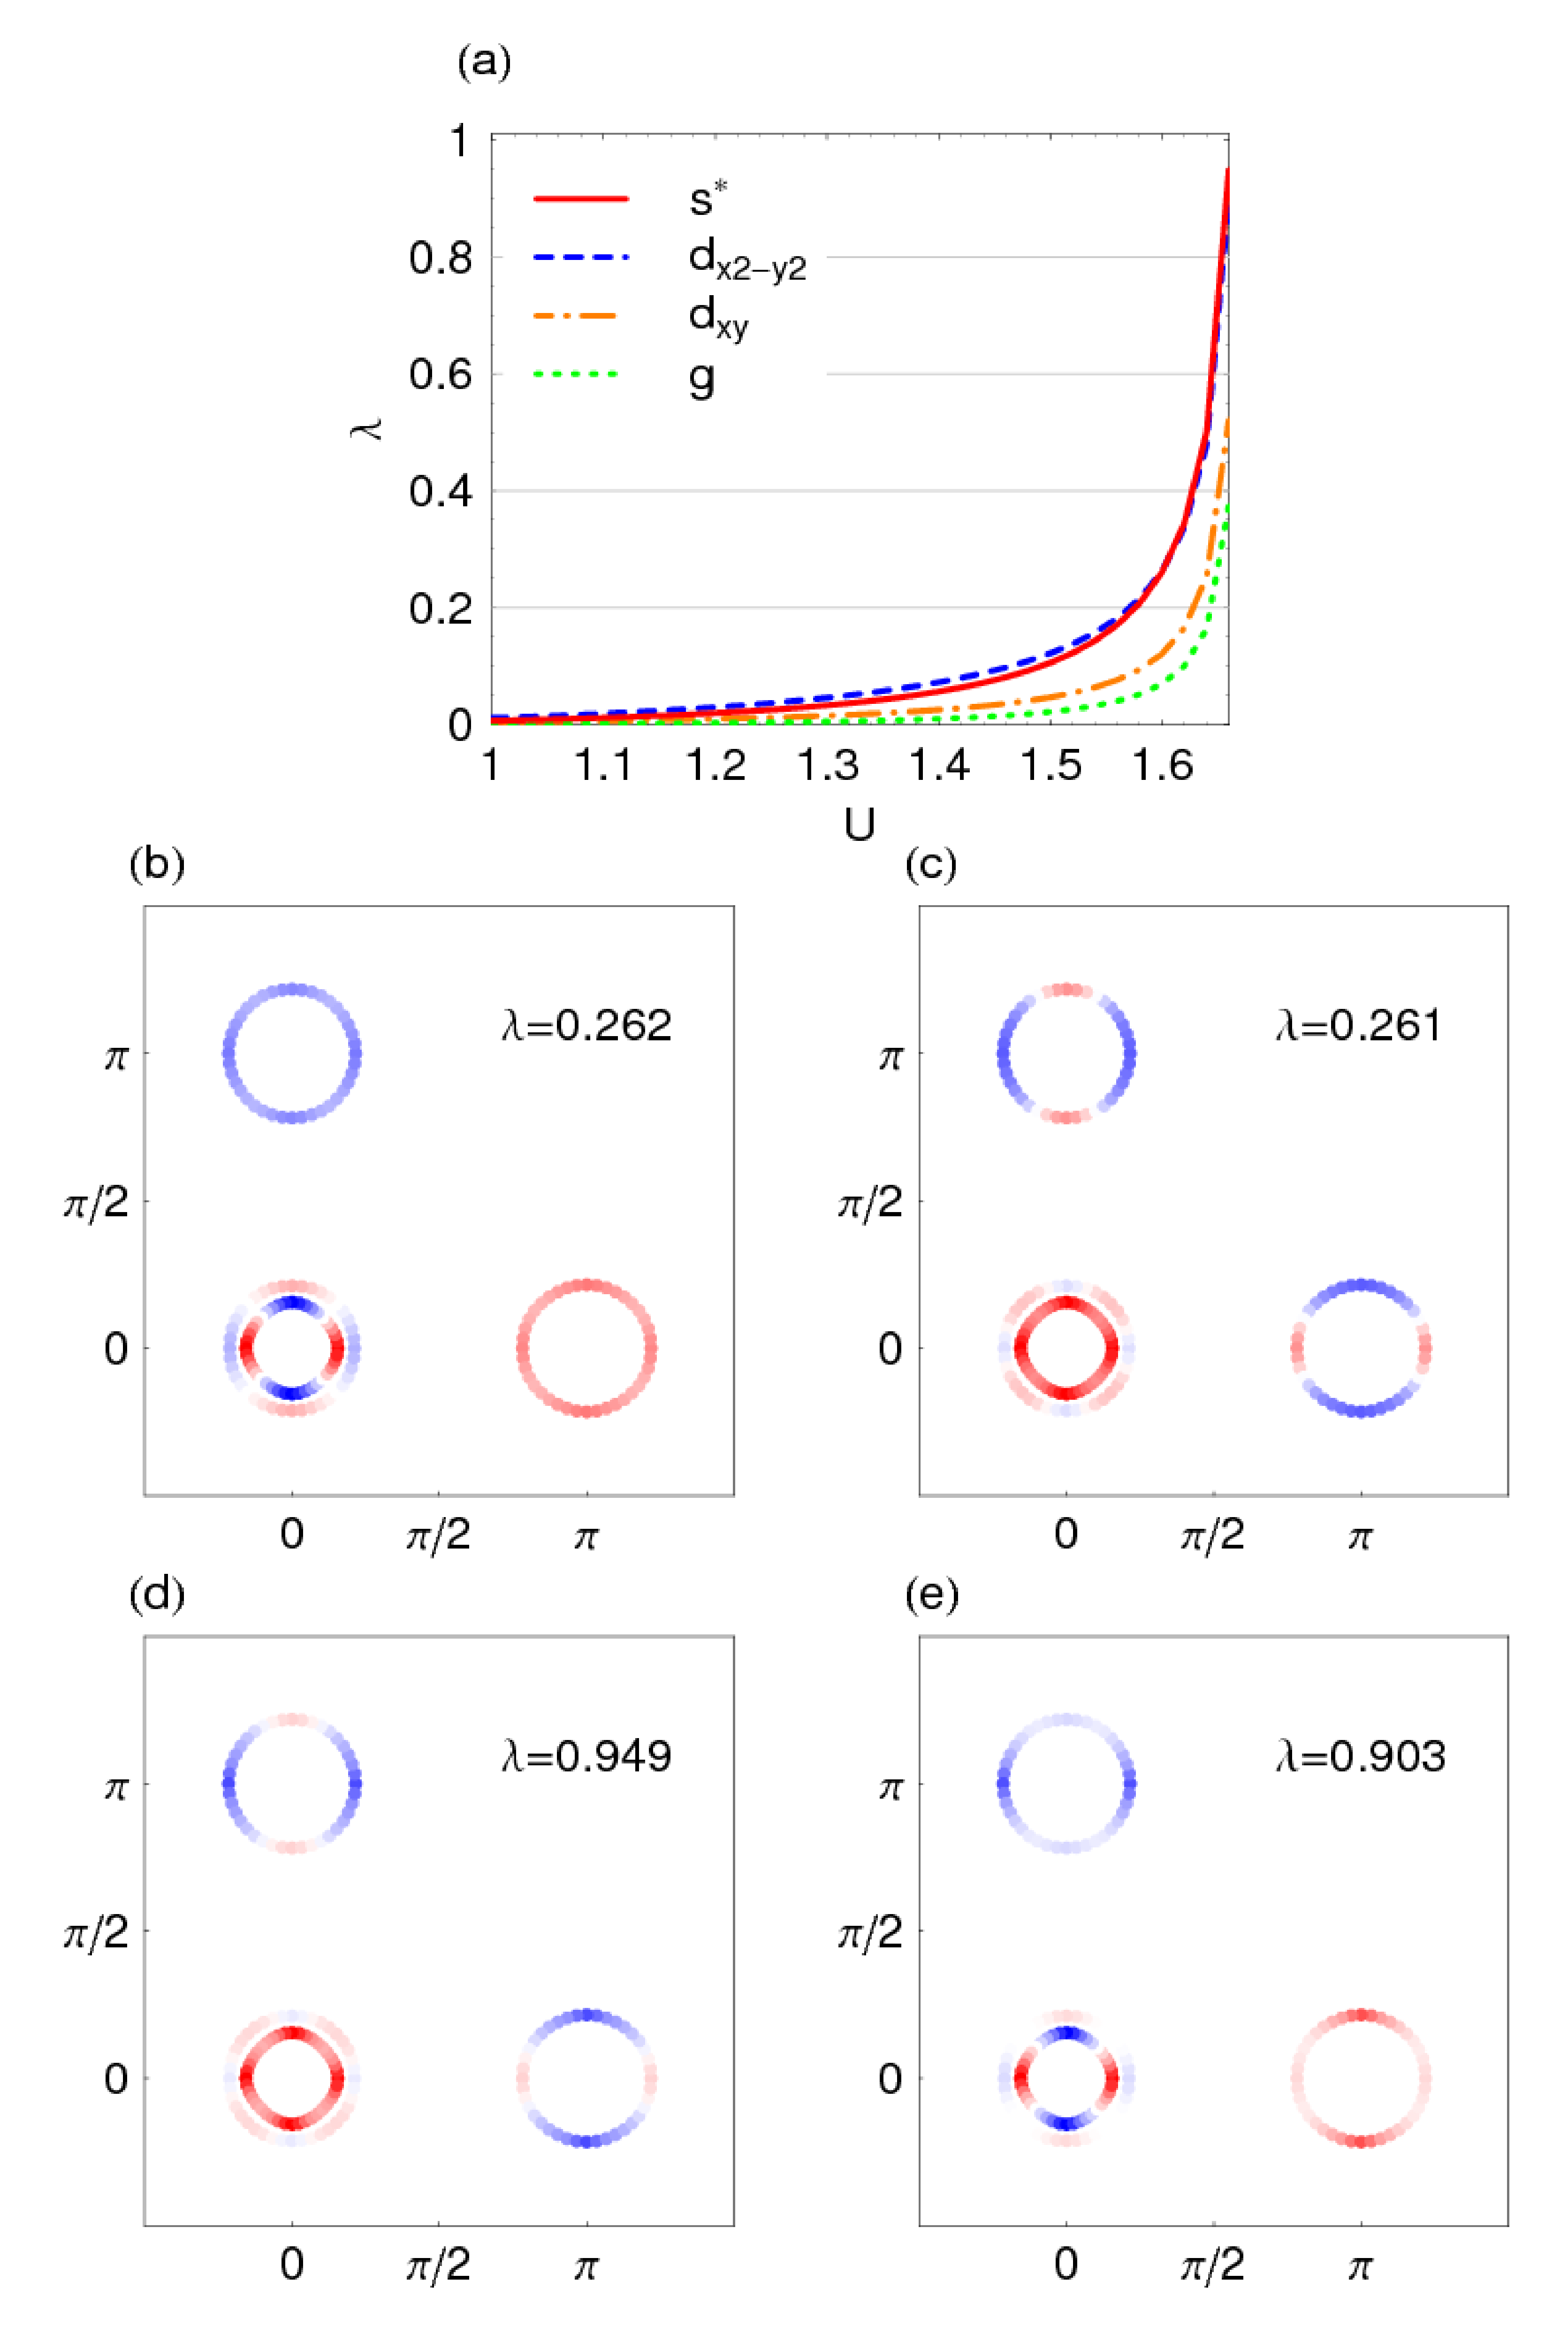 (a)
1
0.8
0.6
0.4
0.2
0
λ
s*
dx2−y2
dxy
g
1 1.1 1.2 1.3 1.4 1.5 1.6
U
(b)
λ=0.262
π
π/2
0
0 π/2 π
(c)
λ=0.261
π
π/2
0
0 π/2 π
(d)
λ=0.949
π
π/2
0
0 π/2 π
(e)
λ=0.903
π
π/2
0
0 π/2 π